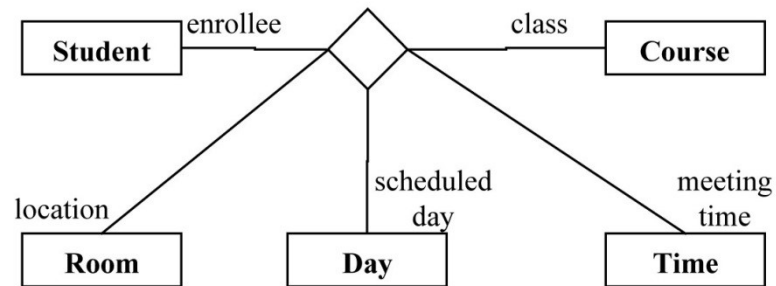 enrollee
class
Student
Course
location
scheduled
day
meeting
time
Room
Day
Time